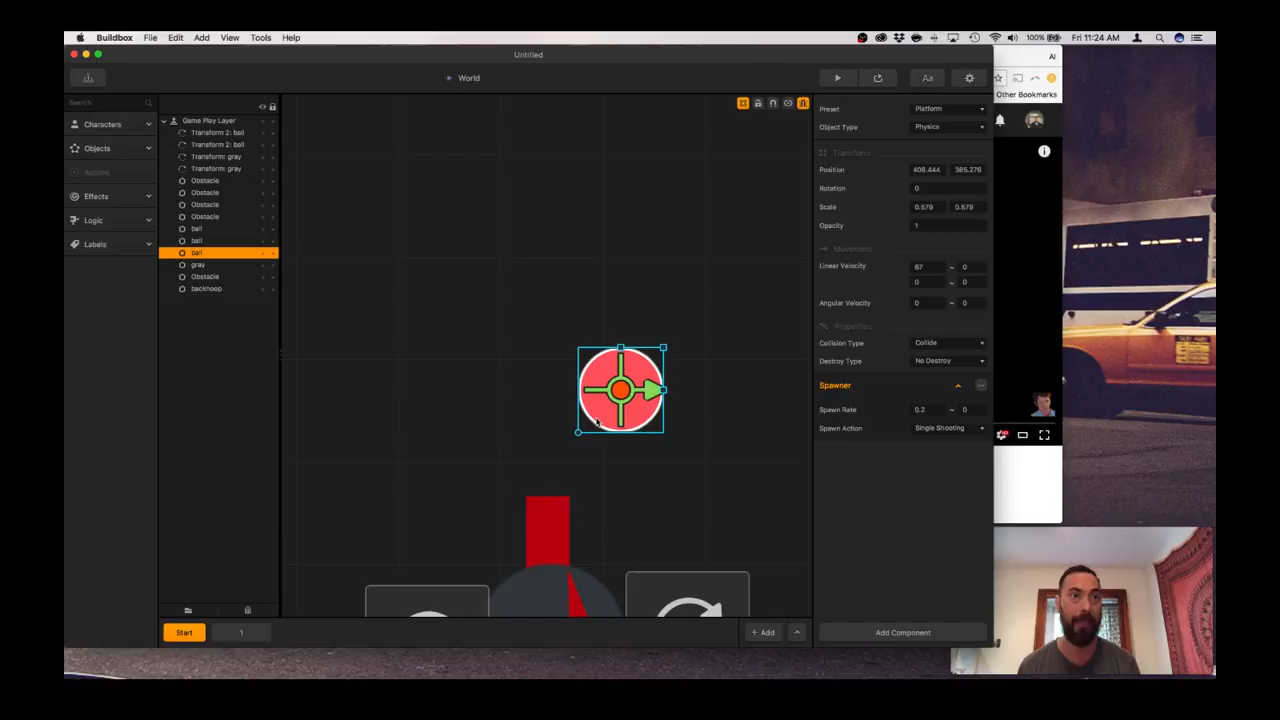 Buildbox File Edit Add View Tools Help
100% Fri 11:24 AM
Untitled
World
Aa
AI
Other Bookmarks
Search
Characters
Objects
Actions
Effects
Logic
Labels
Game Play Layer
Transform 2: ball
Transform 2: ball
Transform: gray
Transform: gray
Obstacle
Obstacle
Obstacle
Obstacle
ball
ball
ball
gray
Obstacle
backhoop
Preset Platform
Object Type Physics
Transform
Position 408.444 385.276
Rotation 0
Scale 0.579 0.579
Opacity 1
Movement
Linear Velocity 67 ~ 0
0 ~ 0
Angular Velocity 0 ~ 0
Properties
Collision Type Collide
Destroy Type No Destroy
Spawner
Spawn Rate 0.2 ~ 0
Spawn Action Single Shooting
Start 1 + Add Add Component